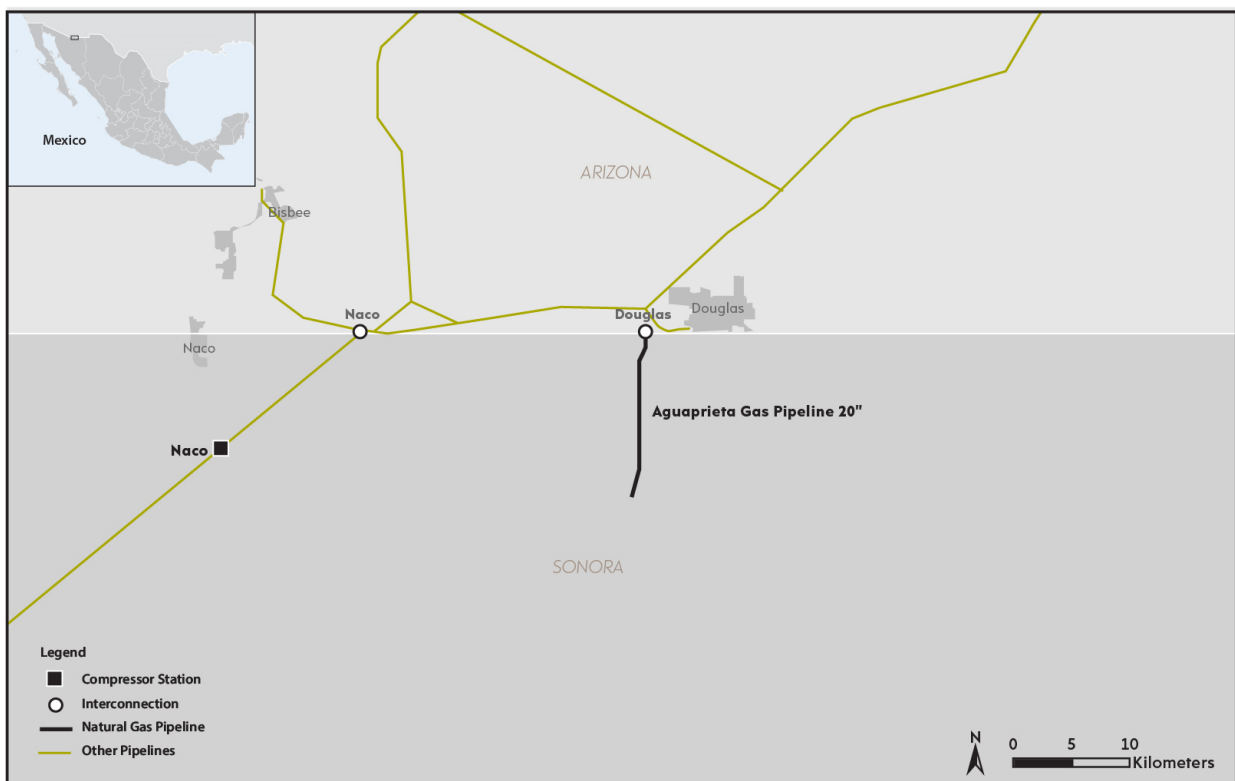 Mexico
ARIZONA
Bisbee
Naco
Douglas
Douglas
Naco
Aguaprieta Gas Pipeline 20"
Naco
SONORA
Legend
Compressor Station
Interconnection
Natural Gas Pipeline
Other Pipelines
N
0 5 10
Kilometers